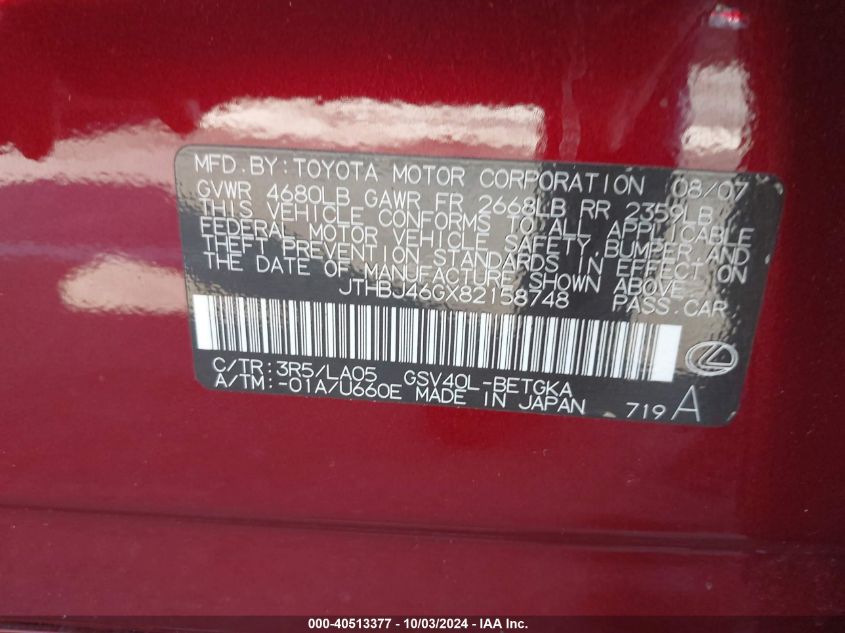 MFD. BY: TOYOTA MOTOR CORPORATION 08/07
GVWR 4680LB GAWR FR 2668LB RR 2359LB
THIS VEHICLE CONFORMS TO ALL APPLICABLE
FEDERAL MOTOR VEHICLE SAFETY, BUMPER, AND
THEFT PREVENTION STANDARDS IN EFFECT ON
THE DATE OF MANUFACTURE SHOWN ABOVE.
JTHBJ46GX82158748 PASS. CAR
C/TR: 3R5/LA05 GSV40L-BETGKA
A/TM: -01A/U660E MADE IN JAPAN 719 A
000-40513377 - 10/03/2024 - IAA Inc.